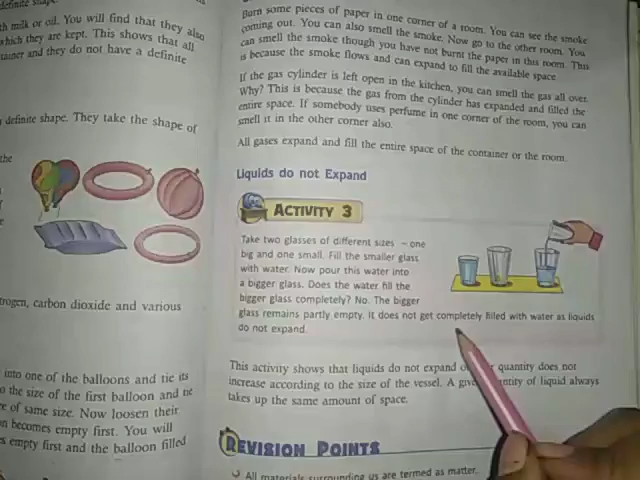 definite shape.
th milk or oil. You will find that they also
which they are kept. This shows that all
tainer and they do not have a definite
definite shape. They take the shape of
the
trogen, carbon dioxide and various
into one of the balloons and tie its
o the size of the first balloon and tie
e of same size. Now loosen their
n becomes empty first. You will
s empty first and the balloon filled
Burn some pieces of paper in one corner of a room. You can see the smoke
coming out. You can also smell the smoke. Now go to the other room. You
can smell the smoke though you have not burnt the paper in this room. This
is because the smoke flows and can expand to fill the available space.
If the gas cylinder is left open in the kitchen, you can smell the gas all over.
Why? This is because the gas from the cylinder has expanded and filled the
entire space. If somebody uses perfume in one corner of the room, you can
smell it in the other corner also.
All gases expand and fill the entire space of the container or the room.
Liquids do not Expand
ACTIVITY 3
Take two glasses of different sizes – one
big and one small. Fill the smaller glass
with water. Now pour this water into
a bigger glass. Does the water fill the
bigger glass completely? No. The bigger
glass remains partly empty. It does not get completely filled with water as liquids
do not expand.
This activity shows that liquids do not expand quantity does not
increase according to the size of the vessel. A ntity of liquid always
takes up the same amount of space.
REVISION POINTS
All materials surrounding us are termed as matter.